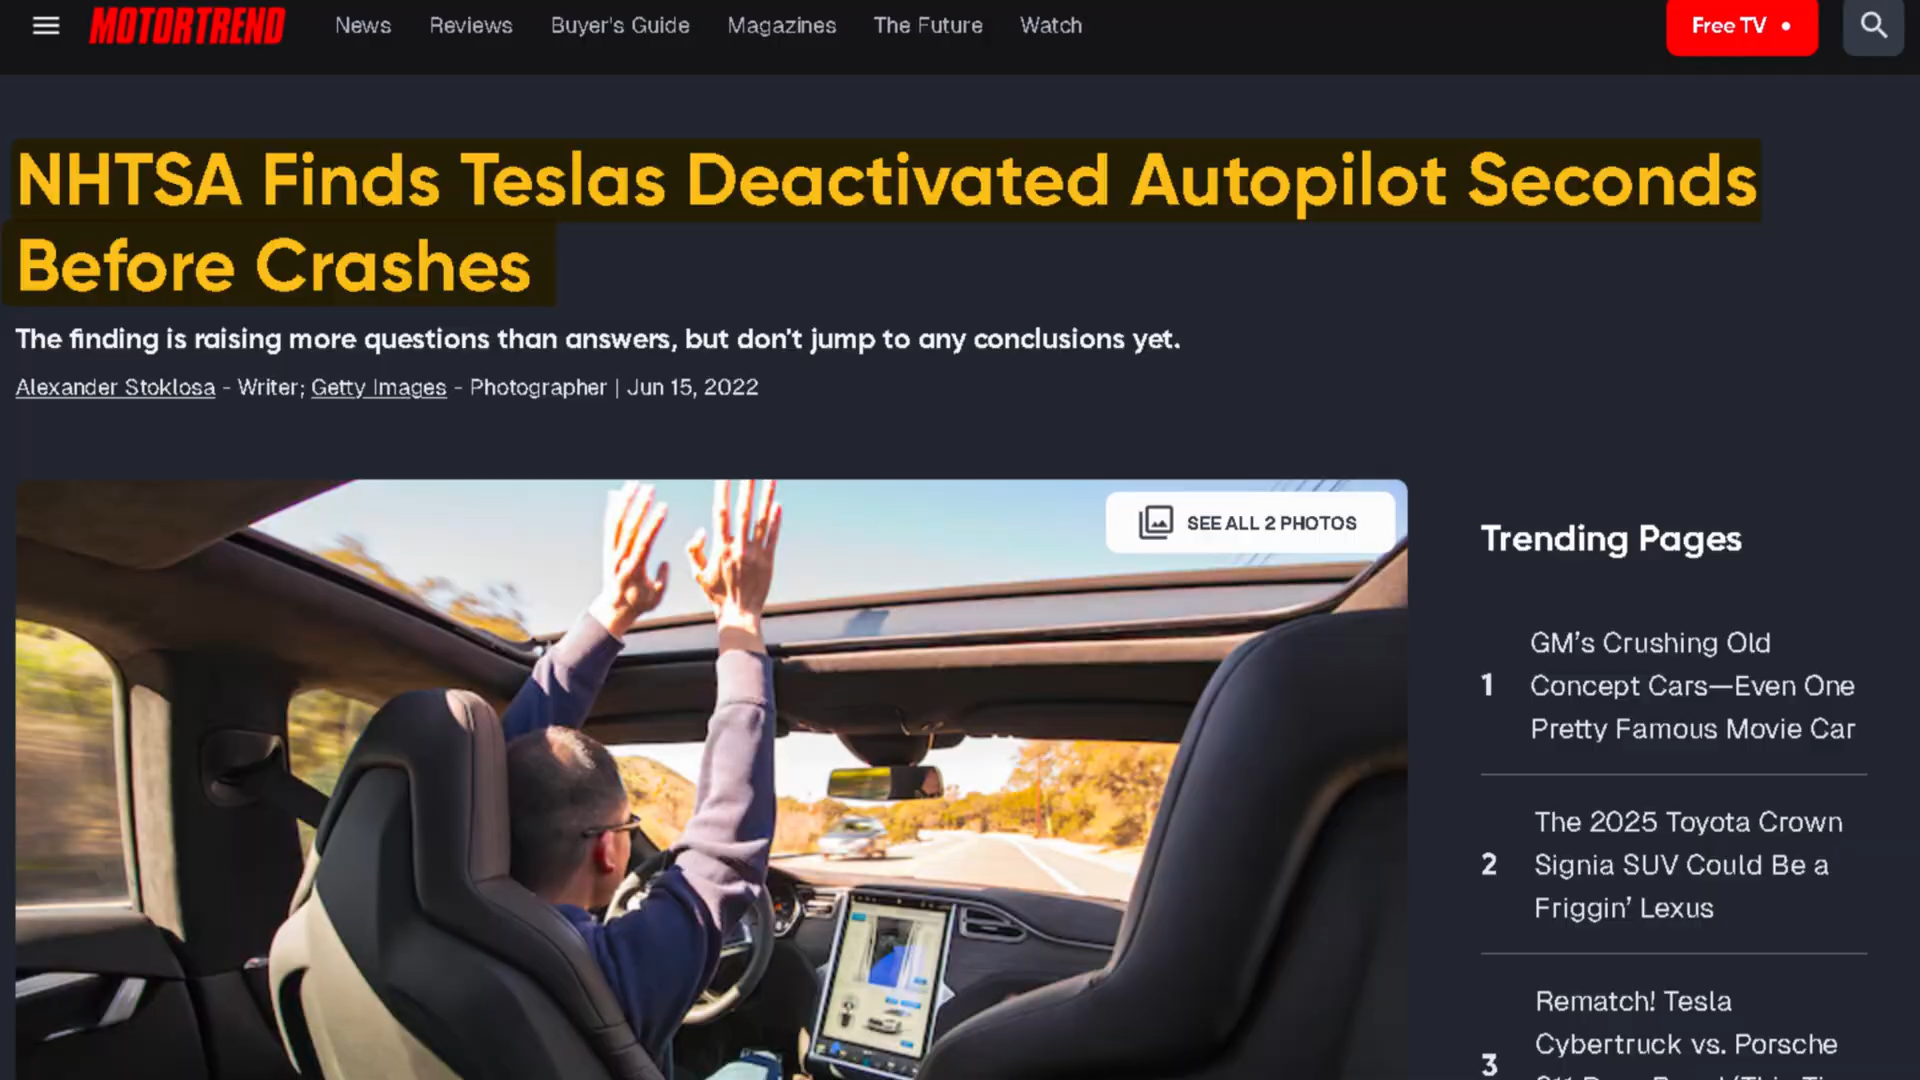 MOTORTREND
News Reviews Buyer's Guide Magazines The Future Watch
Free TV
NHTSA Finds Teslas Deactivated Autopilot Seconds
Before Crashes
The finding is raising more questions than answers, but don't jump to any conclusions yet.
Alexander Stoklosa - Writer; Getty Images - Photographer | Jun 15, 2022
SEE ALL 2 PHOTOS
Trending Pages
1
GM’s Crushing Old
Concept Cars—Even One
Pretty Famous Movie Car
2
The 2025 Toyota Crown
Signia SUV Could Be a
Friggin’ Lexus
3
Rematch! Tesla
Cybertruck vs. Porsche